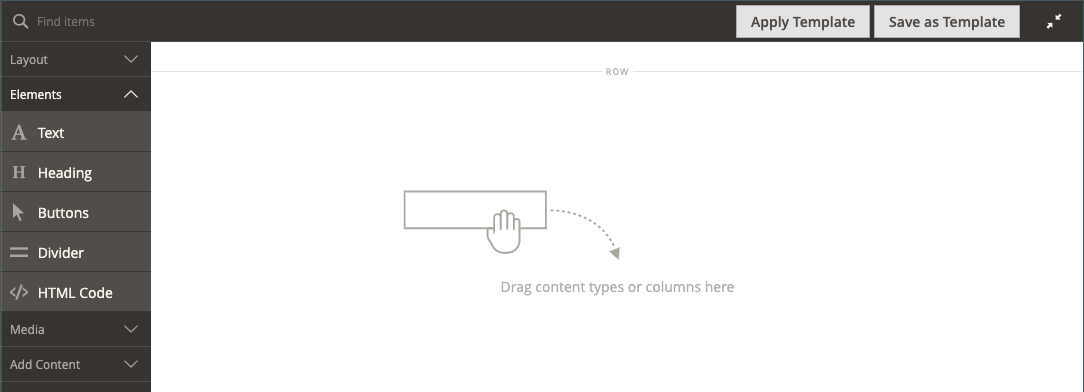 Find items
Apply Template
Save as Template
Layout
Elements
Text
Heading
Buttons
Divider
HTML Code
Media
Add Content
ROW
Drag content types or columns here